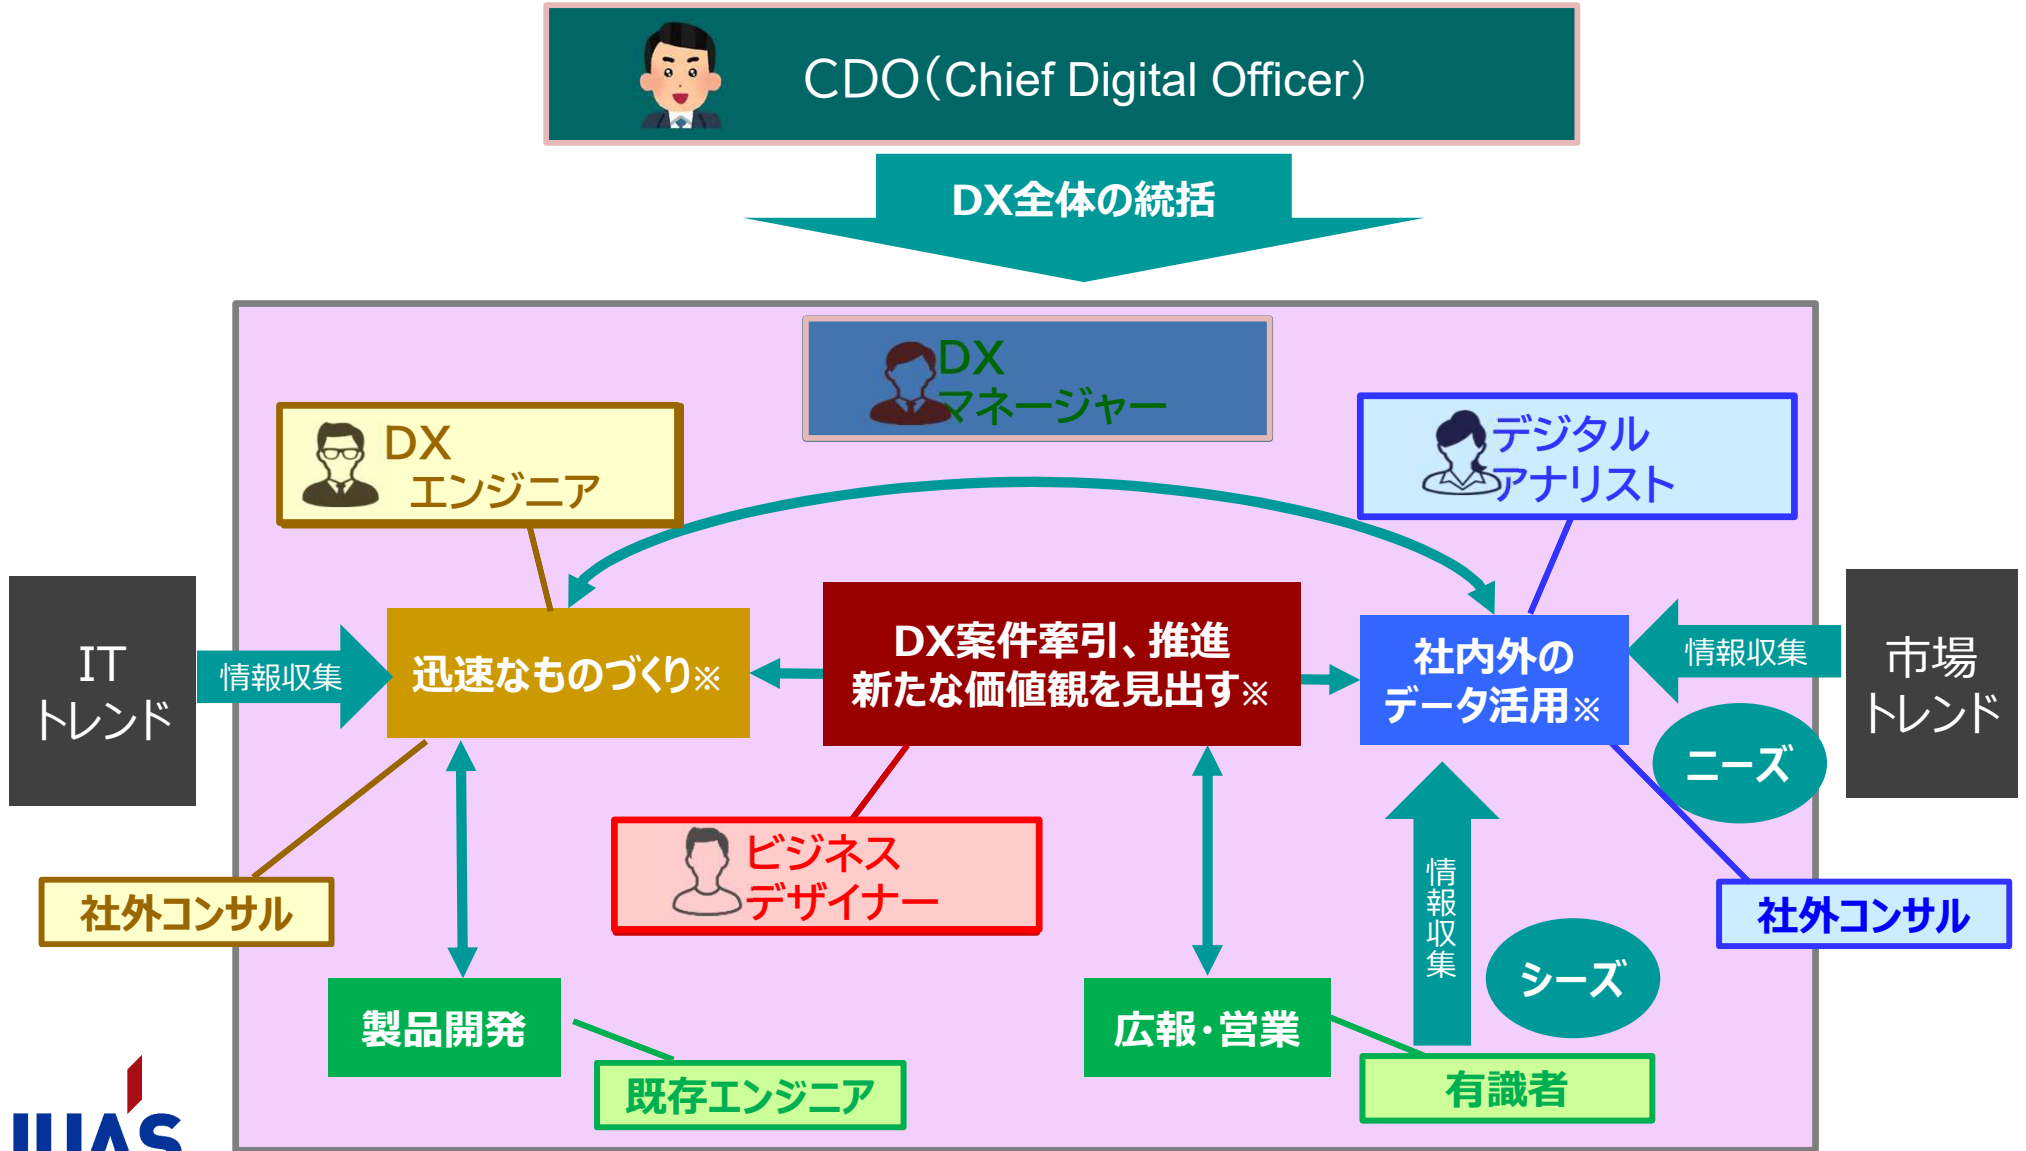 CDO（Chief Digital Officer）
DX全体の統括
DX
マネージャー
DX
エンジニア
デジタル
アナリスト
IT
トレンド
情報収集
迅速なものづくり※
DX案件牽引、推進
新たな価値観を見出す※
社内外の
データ活用※
情報収集
市場
トレンド
ニーズ
ビジネス
デザイナー
社外コンサル
情報収集
社外コンサル
シーズ
製品開発
広報・営業
既存エンジニア
有識者
JUAS